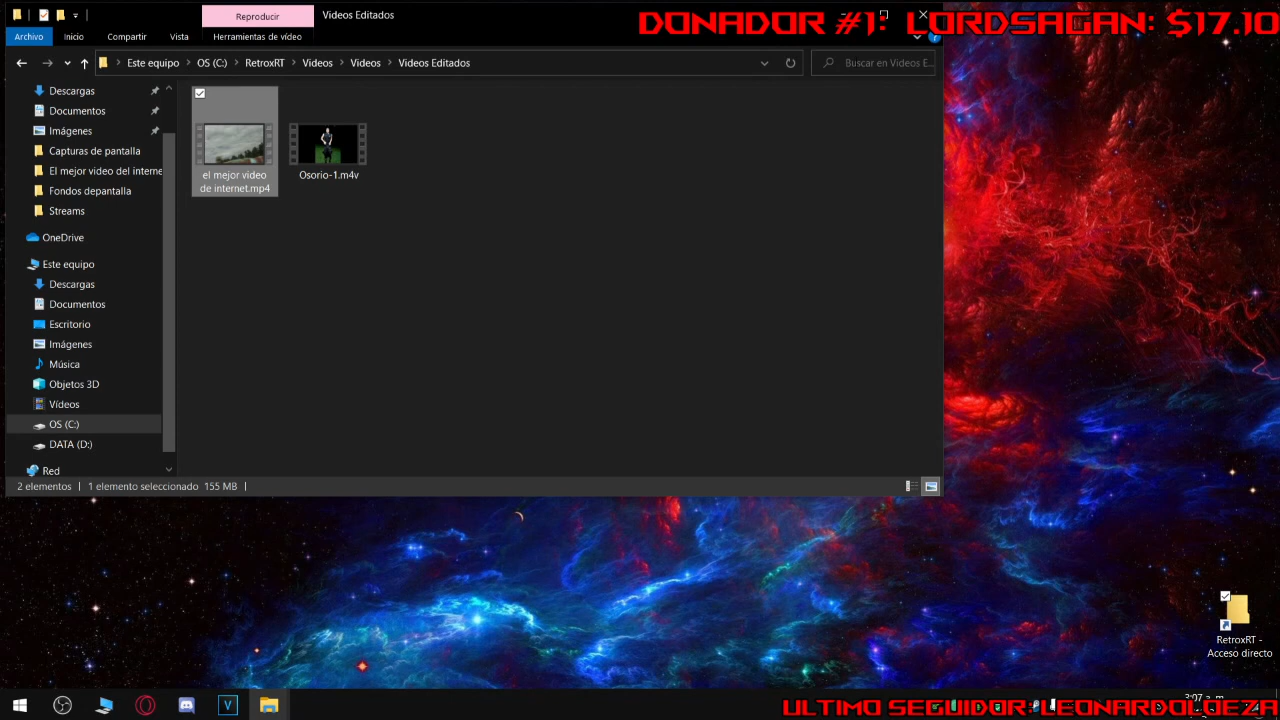 Reproducir
Videos Editados
DONADOR #1: LORDSAGAN: $17.10
Archivo
Inicio
Compartir
Vista
Herramientas de vídeo
Este equipo
OS (C:)
RetroxRT
Videos
Videos
Videos Editados
Buscar en Videos E...
Descargas
Documentos
Imágenes
Capturas de pantalla
El mejor video del interne
Fondos depantalla
Streams
OneDrive
Este equipo
Descargas
Documentos
Escritorio
Imágenes
Música
Objetos 3D
Vídeos
OS (C:)
DATA (D:)
Red
el mejor video
de internet.mp4
Osorio-1.m4v
2 elementos
1 elemento seleccionado 155 MB
RetroxRT -
Acceso directo
V
3:07 a. m.
ULTIMO SEGUIDOR: LEONARDOLOEZA